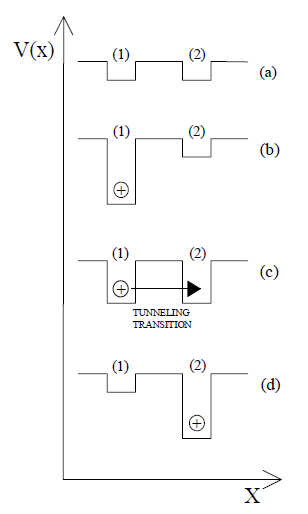 V(x)
(1) (2)
(a)
(1) (2)
(b)
+
(1) (2)
(c)
+
TUNNELING
TRANSITION
(1) (2)
(d)
+
X